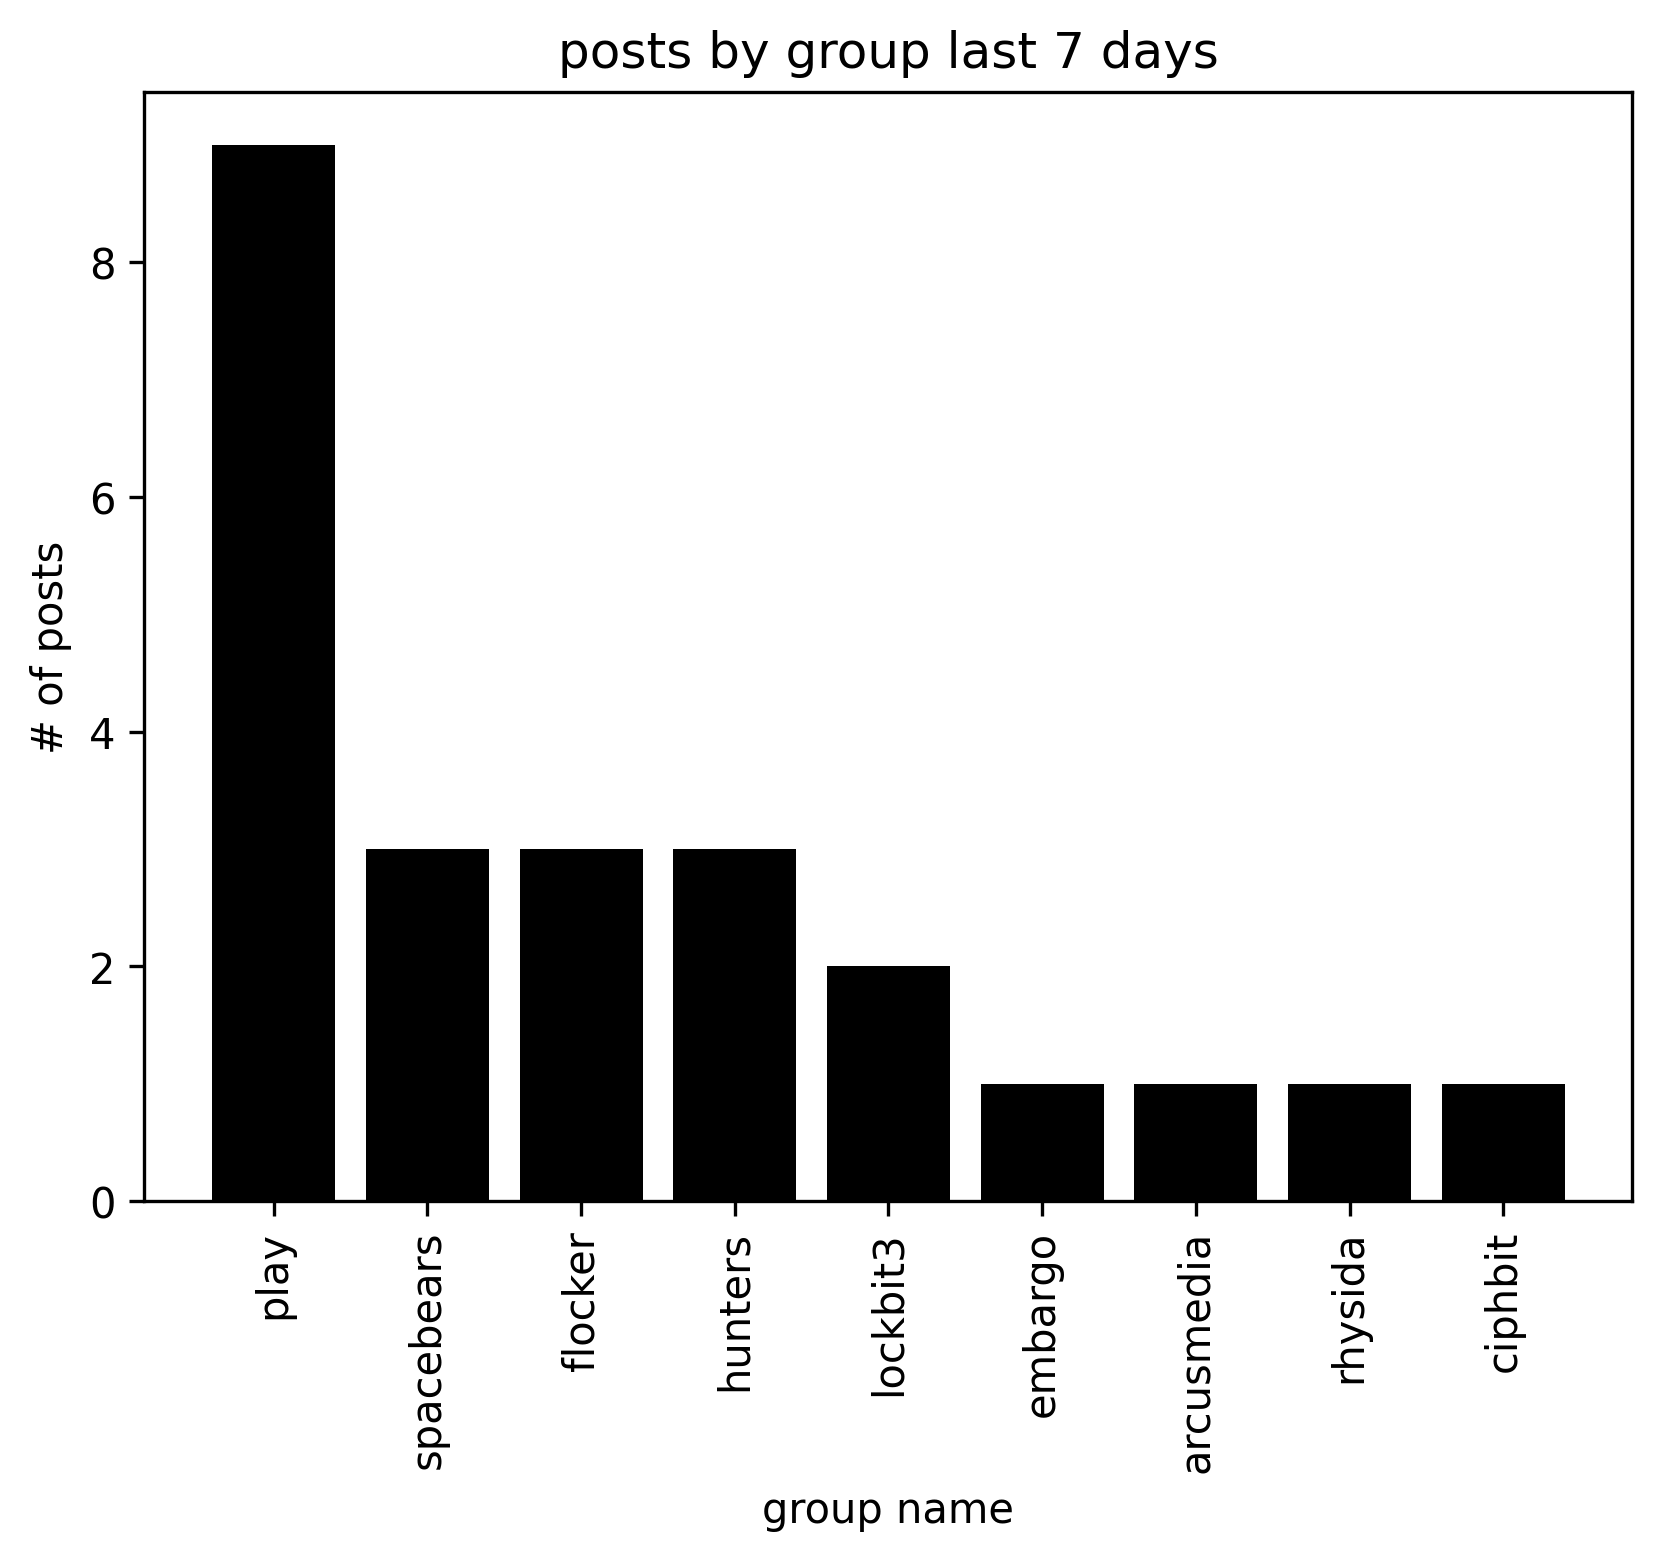 posts by group last 7 days
# of posts
8
6
4
2
0
play
spacebears
flocker
hunters
lockbit3
embargo
arcusmedia
rhysida
ciphbit
group name